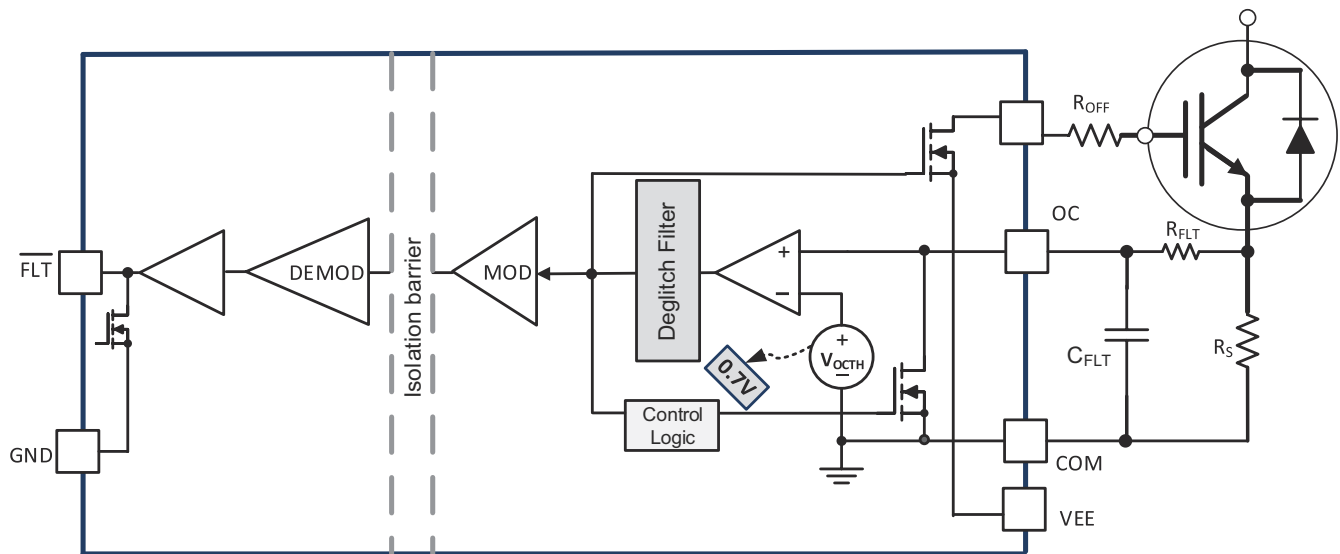 R_OFF
OC
R_FLT
FLT
DEMOD
Isolation barrier
MOD
Deglitch Filter
+
−
+
V_OCTH
−
0.7V
C_FLT
R_S
Control
Logic
GND
COM
VEE